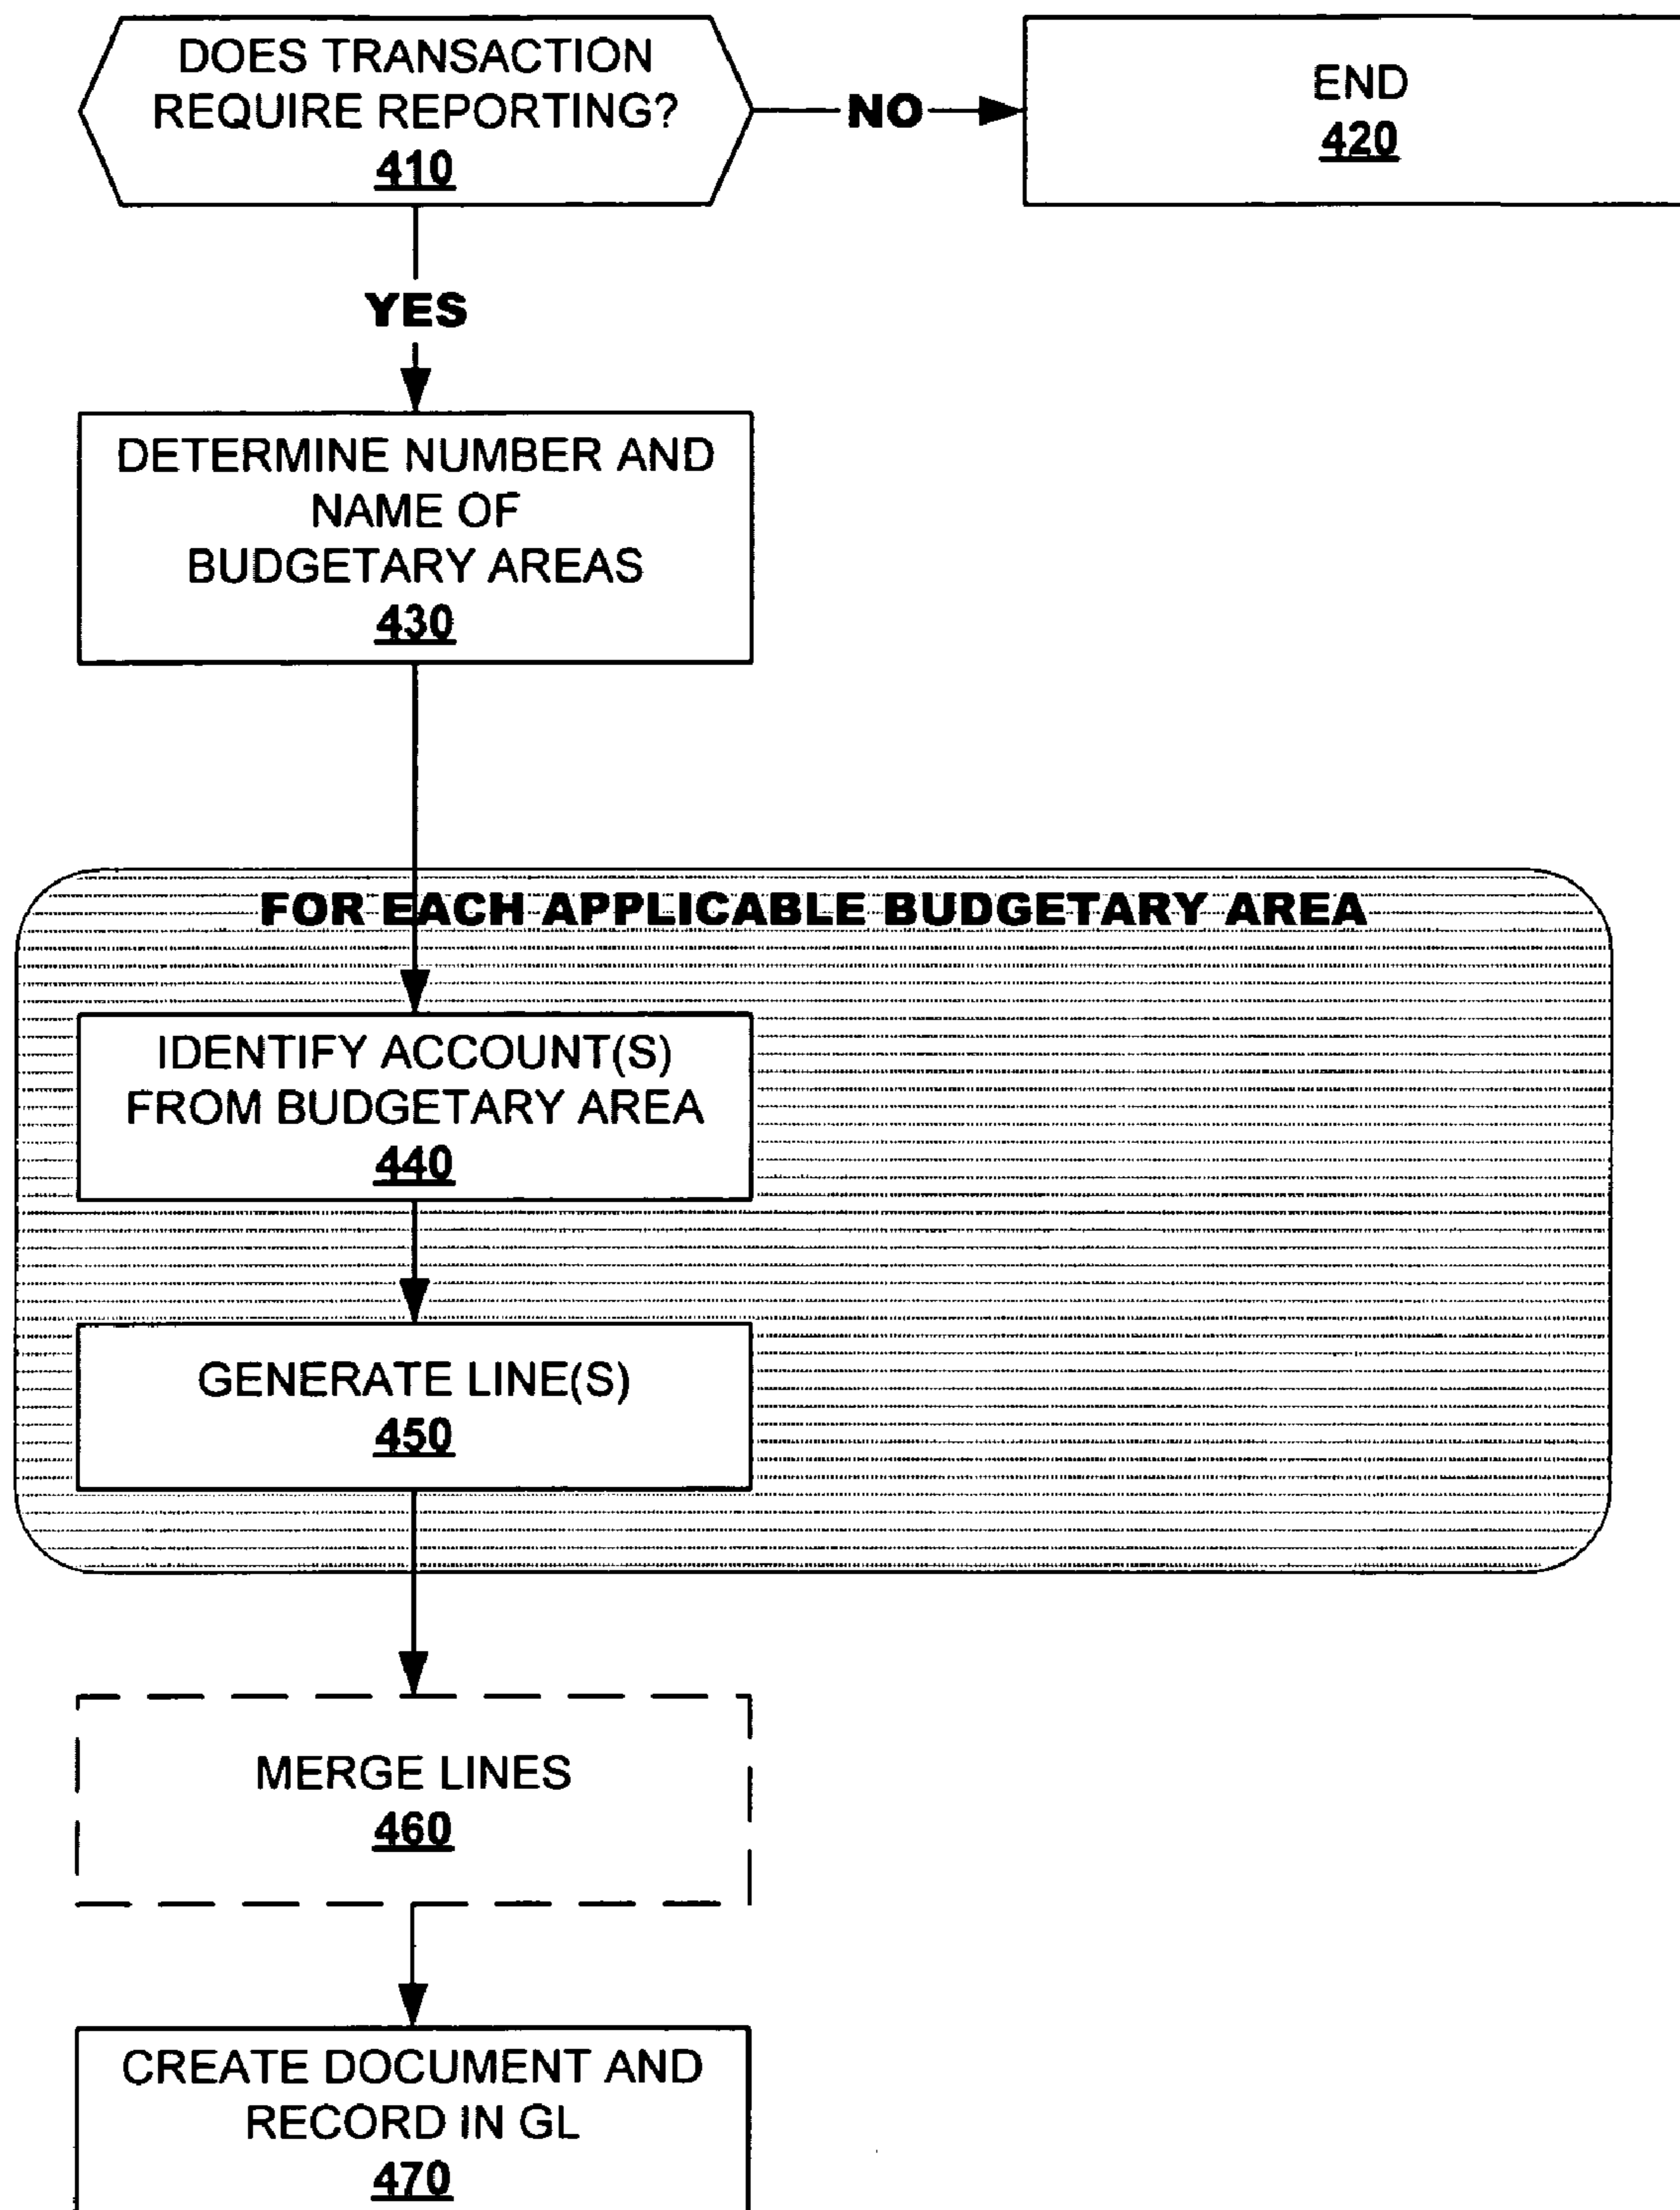 DOES TRANSACTION
REQUIRE REPORTING?
410
NO
END
420
YES
DETERMINE NUMBER AND
NAME OF
BUDGETARY AREAS
430
FOR EACH APPLICABLE BUDGETARY AREA
IDENTIFY ACCOUNT(S)
FROM BUDGETARY AREA
440
GENERATE LINE(S)
450
MERGE LINES
460
CREATE DOCUMENT AND
RECORD IN GL
470